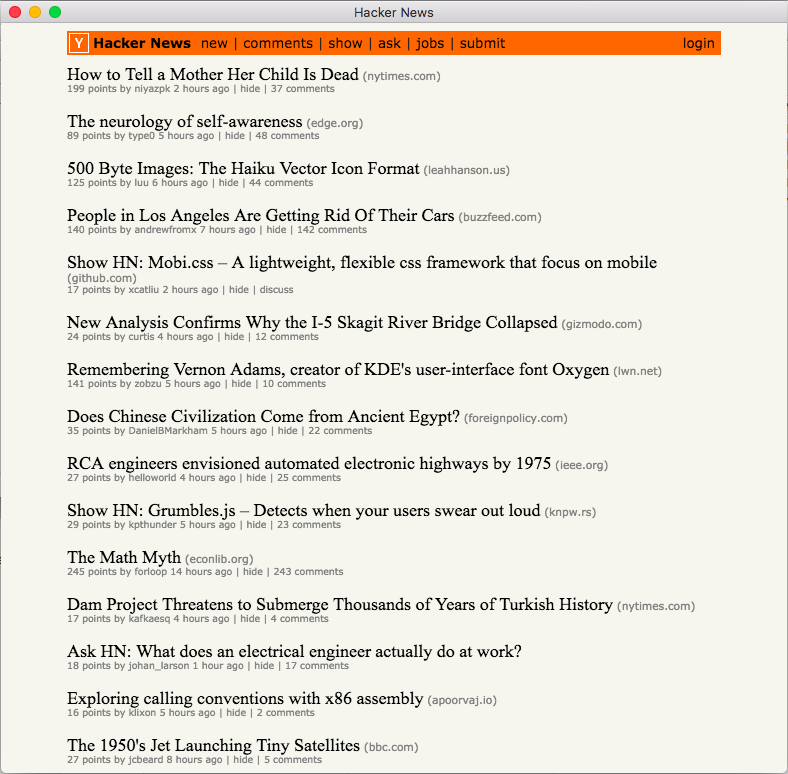 Hacker News
Y Hacker News new | comments | show | ask | jobs | submit login
How to Tell a Mother Her Child Is Dead (nytimes.com)
199 points by niyazpk 2 hours ago | hide | 37 comments
The neurology of self-awareness (edge.org)
89 points by type0 5 hours ago | hide | 48 comments
500 Byte Images: The Haiku Vector Icon Format (leahhanson.us)
125 points by luu 6 hours ago | hide | 44 comments
People in Los Angeles Are Getting Rid Of Their Cars (buzzfeed.com)
140 points by andrewfromx 7 hours ago | hide | 142 comments
Show HN: Mobi.css – A lightweight, flexible css framework that focus on mobile
(github.com)
17 points by xcatliu 2 hours ago | hide | discuss
New Analysis Confirms Why the I-5 Skagit River Bridge Collapsed (gizmodo.com)
24 points by curtis 4 hours ago | hide | 12 comments
Remembering Vernon Adams, creator of KDE's user-interface font Oxygen (lwn.net)
141 points by zobzu 5 hours ago | hide | 10 comments
Does Chinese Civilization Come from Ancient Egypt? (foreignpolicy.com)
35 points by DanielBMarkham 5 hours ago | hide | 22 comments
RCA engineers envisioned automated electronic highways by 1975 (ieee.org)
27 points by helloworld 4 hours ago | hide | 25 comments
Show HN: Grumbles.js – Detects when your users swear out loud (knpw.rs)
29 points by kpthunder 5 hours ago | hide | 23 comments
The Math Myth (econlib.org)
245 points by forloop 14 hours ago | hide | 243 comments
Dam Project Threatens to Submerge Thousands of Years of Turkish History (nytimes.com)
17 points by kafkaesq 4 hours ago | hide | 4 comments
Ask HN: What does an electrical engineer actually do at work?
18 points by johan_larson 1 hour ago | hide | 17 comments
Exploring calling conventions with x86 assembly (apoorvaj.io)
16 points by klixon 5 hours ago | hide | 2 comments
The 1950's Jet Launching Tiny Satellites (bbc.com)
27 points by jcbeard 8 hours ago | hide | 5 comments